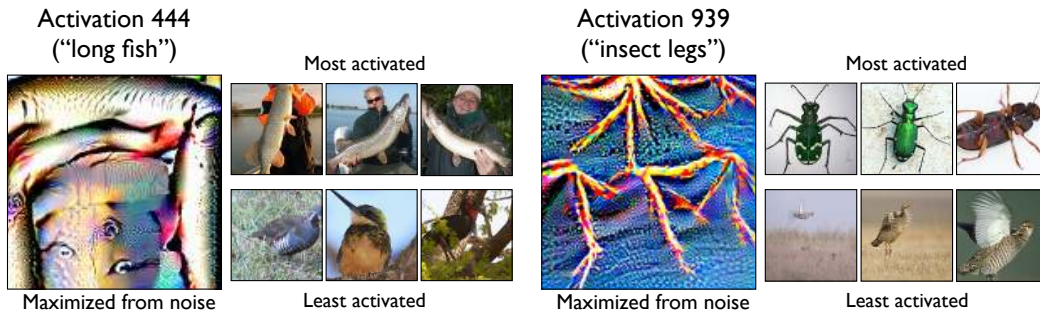 Activation 444
(“long fish”)
Most activated
Maximized from noise
Least activated
Activation 939
(“insect legs”)
Most activated
Maximized from noise
Least activated